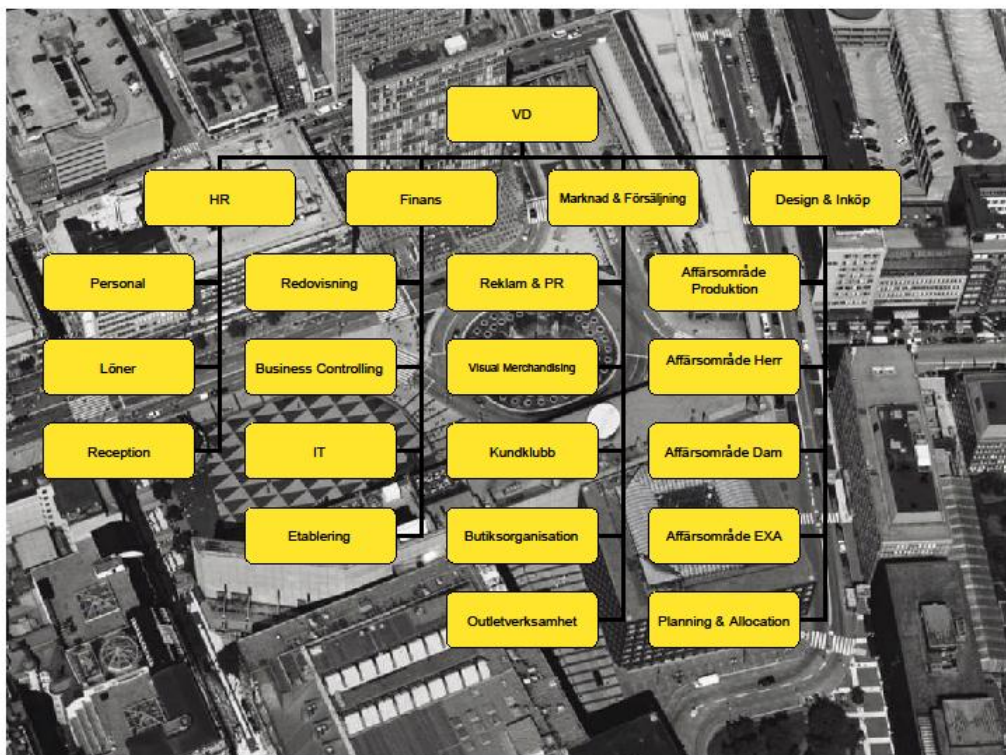 VD
HR
Finans
Marknad & Försäljning
Design & Inköp
Personal
Redovisning
Reklam & PR
Affärsområde
Produktion
Löner
Business Controlling
Visual Merchandising
Affärsområde Herr
Reception
IT
Kundklubb
Affärsområde Dam
Etablering
Butiksorganisation
Affärsområde EXA
Outletverksamhet
Planning & Allocation